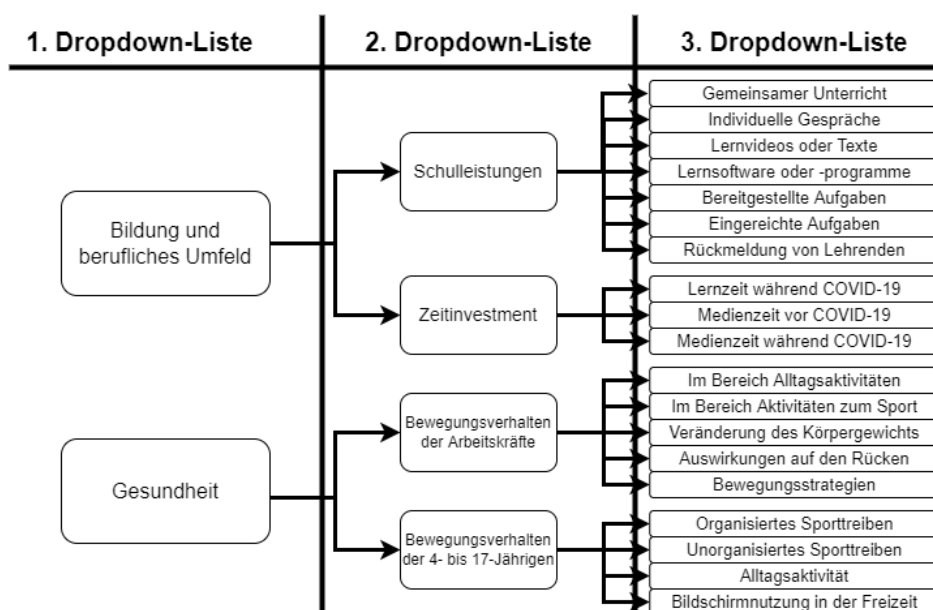 1. Dropdown-Liste
2. Dropdown-Liste
3. Dropdown-Liste
Bildung und
berufliches Umfeld
Schulleistungen
Gemeinsamer Unterricht
Individuelle Gespräche
Lernvideos oder Texte
Lernsoftware oder -programme
Bereitgestellte Aufgaben
Eingereichte Aufgaben
Rückmeldung von Lehrenden
Zeitinvestment
Lernzeit während COVID-19
Medienzeit vor COVID-19
Medienzeit während COVID-19
Gesundheit
Bewegungsverhalten
der Arbeitskräfte
Im Bereich Alltagsaktivitäten
Im Bereich Aktivitäten zum Sport
Veränderung des Körpergewichts
Auswirkungen auf den Rücken
Bewegungsstrategien
Bewegungsverhalten
der 4- bis 17-Jährigen
Organisiertes Sporttreiben
Unorganisiertes Sporttreiben
Alltagsaktivität
Bildschirmnutzung in der Freizeit